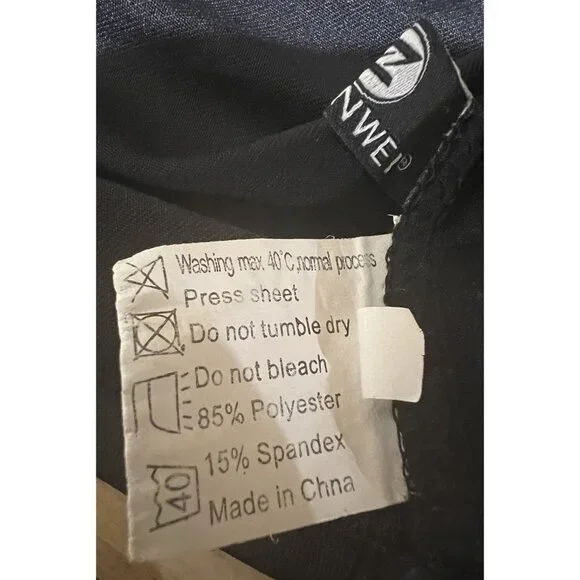 NWEI®
Washing max 40°C,normal process
Press sheet
Do not tumble dry
Do not bleach
85% Polyester
15% Spandex
Made in Chna
40